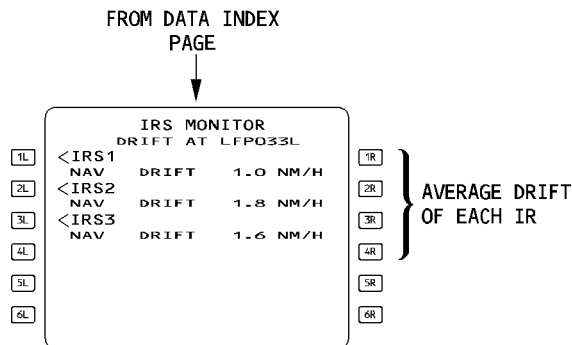 FROM DATA INDEX
PAGE
IRS MONITOR
DRIFT AT LFPO33L
1L <IRS1 1R
NAV DRIFT 1.0 NM/H
2L <IRS2 2R
NAV DRIFT 1.8 NM/H
3L <IRS3 3R
NAV DRIFT 1.6 NM/H
4L 4R
5L 5R
6L 6R
AVERAGE DRIFT
OF EACH IR